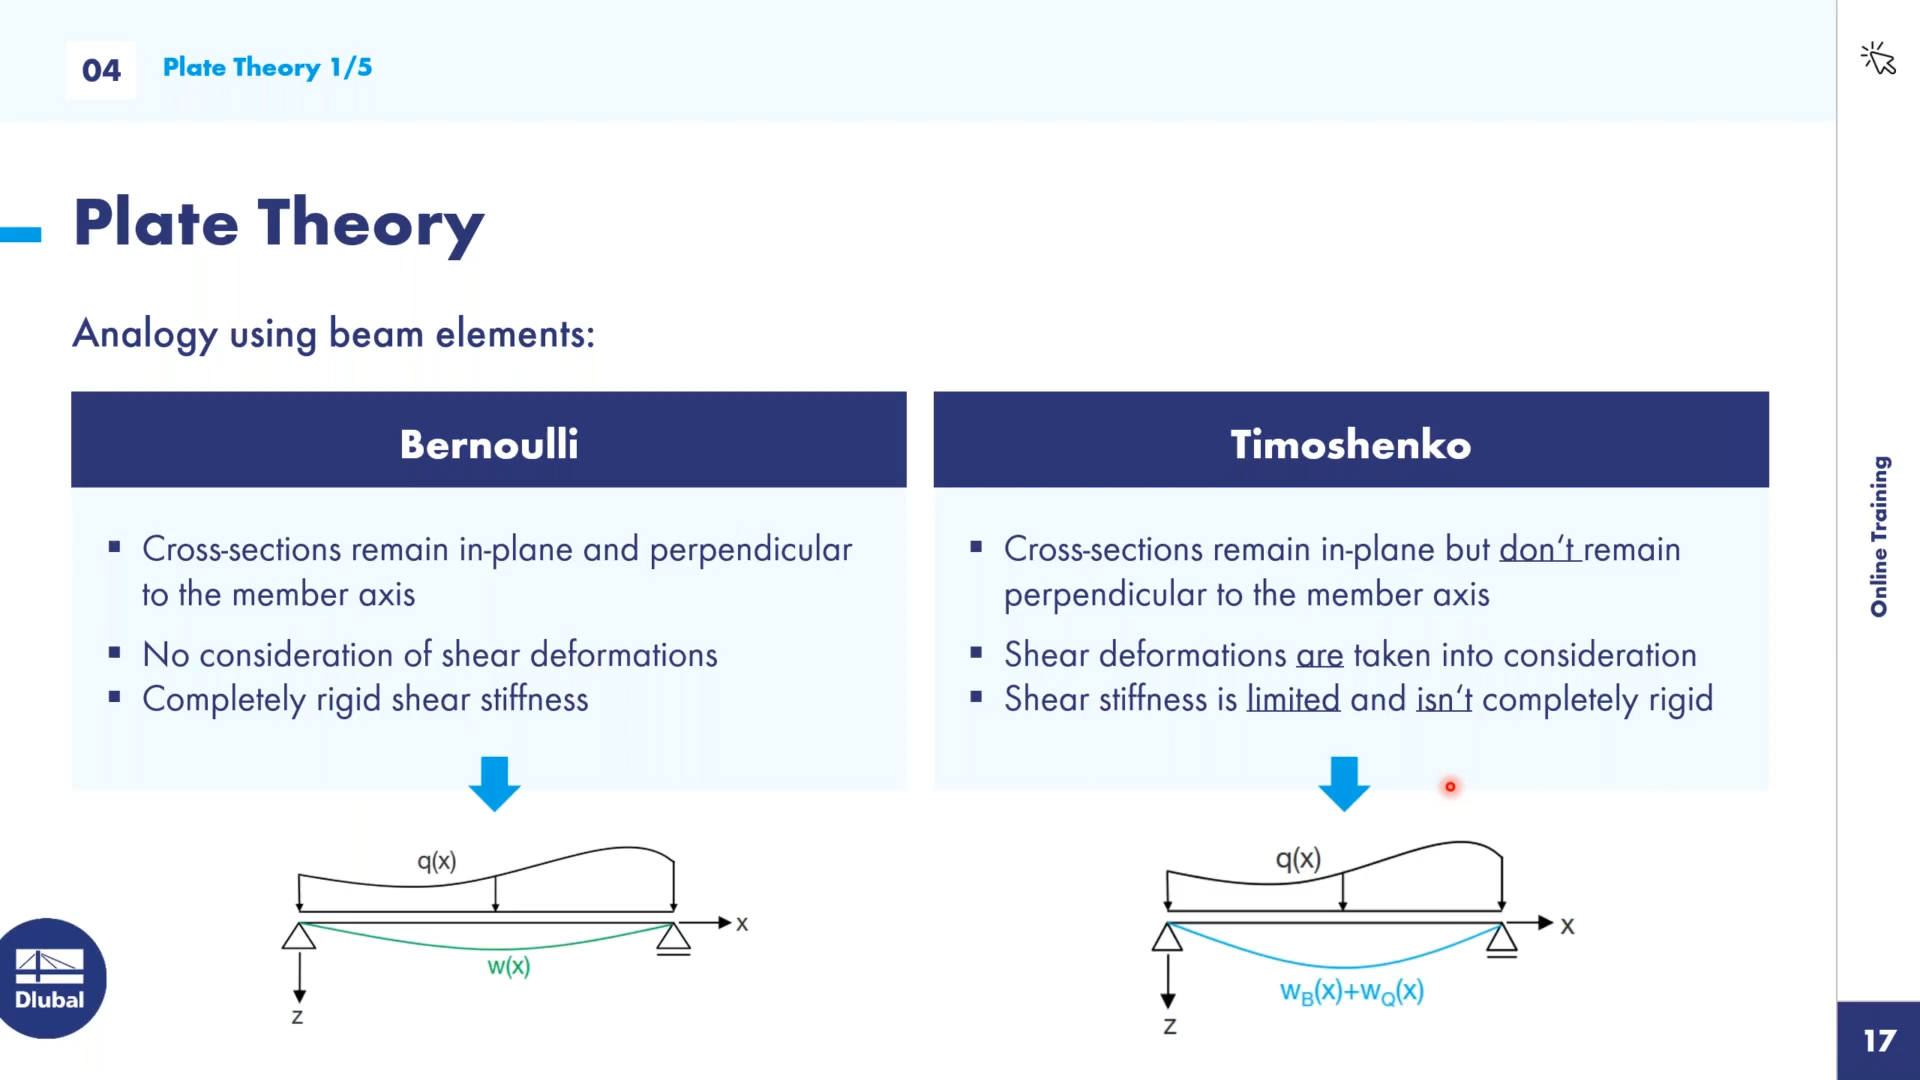 04
Plate Theory 1/5
Plate Theory
Analogy using beam elements:
Bernoulli
▪ Cross-sections remain in-plane and perpendicular
to the member axis
▪ No consideration of shear deformations
▪ Completely rigid shear stiffness
q(x)
x
w(x)
z
Timoshenko
▪ Cross-sections remain in-plane but don‘t remain
perpendicular to the member axis
▪ Shear deformations are taken into consideration
▪ Shear stiffness is limited and isn‘t completely rigid
q(x)
x
wB(x)+wQ(x)
z
Online Training
Dlubal
17